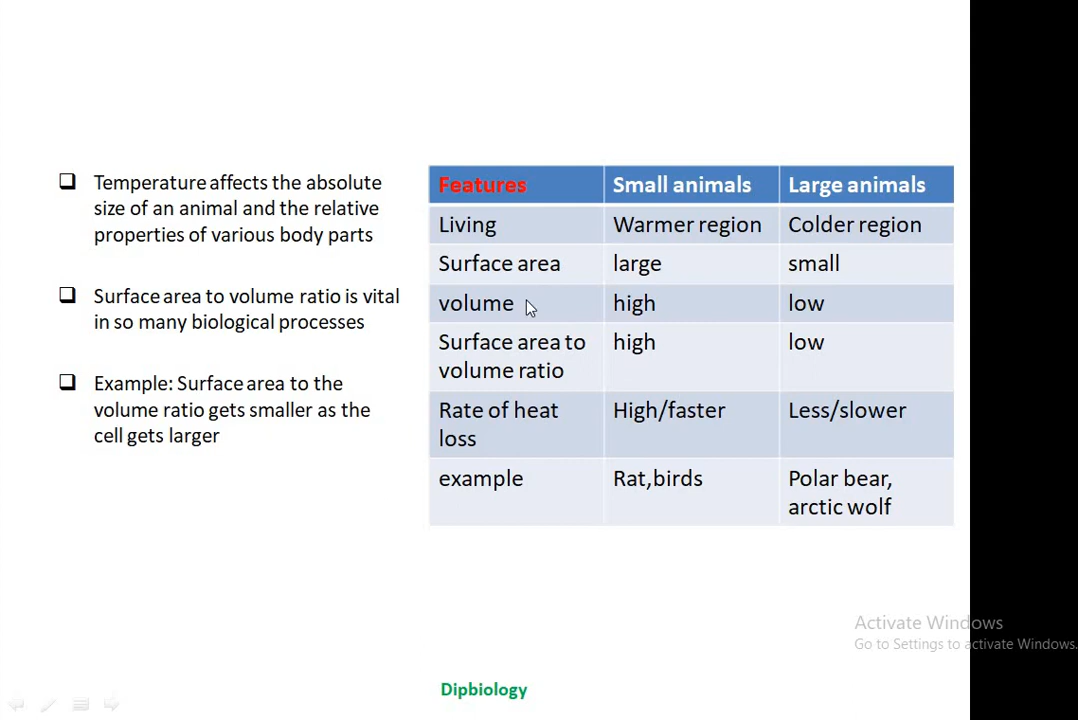 Temperature affects the absolute
size of an animal and the relative
properties of various body parts
Surface area to volume ratio is vital
in so many biological processes
Example: Surface area to the
volume ratio gets smaller as the
cell gets larger
Features Small animals Large animals
Living Warmer region Colder region
Surface area large small
volume high low
Surface area to high low
volume ratio
Rate of heat High/faster Less/slower
loss
example Rat,birds Polar bear,
arctic wolf
Activate Windows
Go to Settings to activate Windows.
Dipbiology